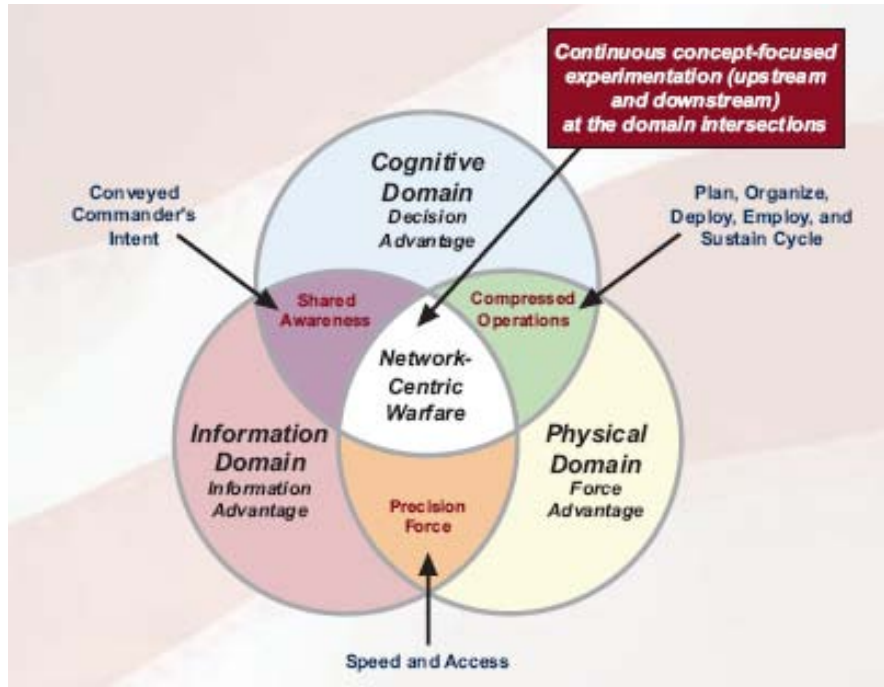 Continuous concept-focused
experimentation (upstream
and downstream)
at the domain intersections
Cognitive
Domain
Decision
Advantage
Conveyed
Commander's
Intent
Plan, Organize,
Deploy, Employ, and
Sustain Cycle
Shared
Awareness
Compressed
Operations
Network-
Centric
Warfare
Information
Domain
Information
Advantage
Physical
Domain
Force
Advantage
Precision
Force
Speed and Access